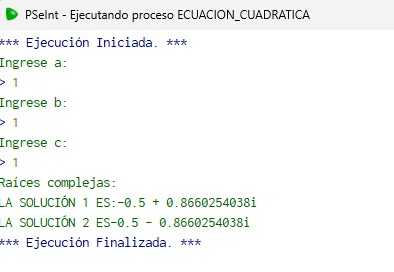 PSeInt - Ejecutando proceso ECUACION_CUADRATICA
*** Ejecución Iniciada. ***
Ingrese a:
> 1
Ingrese b:
> 1
Ingrese c:
> 1
Raíces complejas:
LA SOLUCIÓN 1 ES:-0.5 + 0.8660254038i
LA SOLUCIÓN 2 ES-0.5 - 0.8660254038i
*** Ejecución Finalizada. ***